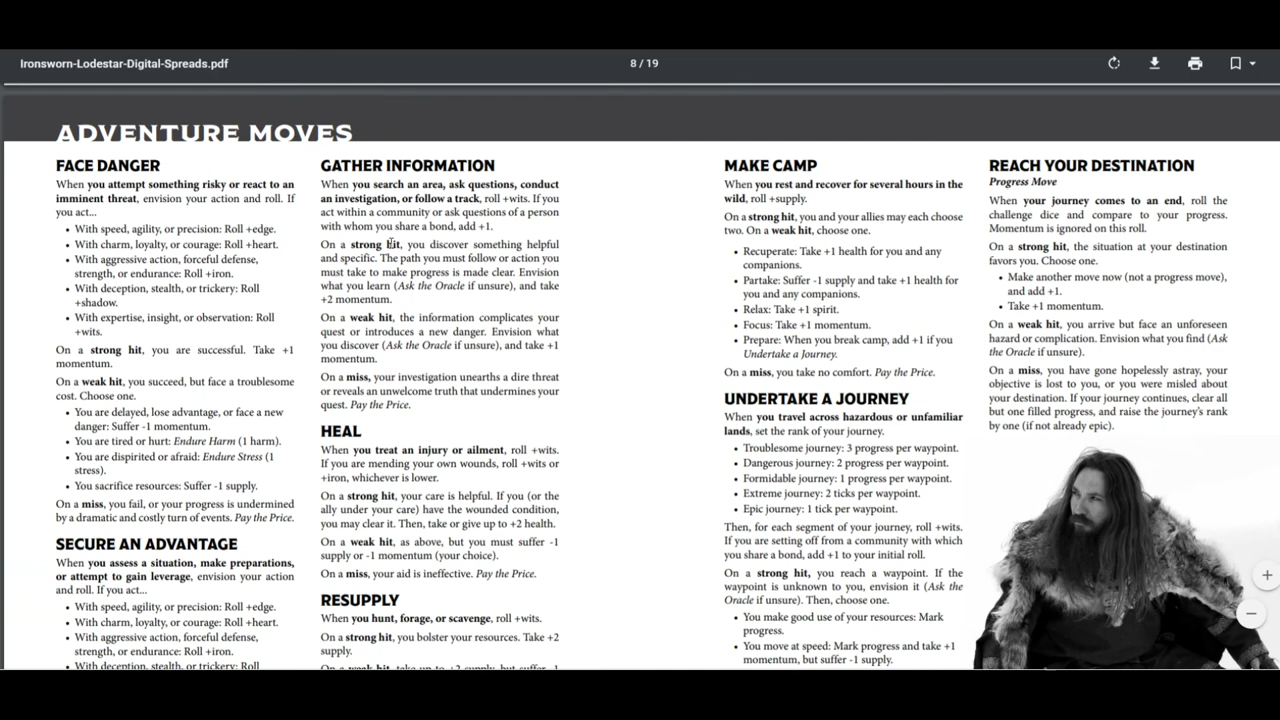 Ironsworn-Lodestar-Digital-Spreads.pdf
8 / 19
ADVENTURE MOVES
FACE DANGER
When you attempt something risky or react to an
imminent threat, envision your action and roll. If
you act...
• With speed, agility, or precision: Roll +edge.
• With charm, loyalty, or courage: Roll +heart.
• With aggressive action, forceful defense,
strength, or endurance: Roll +iron.
• With deception, stealth, or trickery: Roll
+shadow.
• With expertise, insight, or observation: Roll
+wits.
On a strong hit, you are successful. Take +1
momentum.
On a weak hit, you succeed, but face a troublesome
cost. Choose one.
• You are delayed, lose advantage, or face a new
danger: Suffer -1 momentum.
• You are tired or hurt: Endure Harm (1 harm).
• You are dispirited or afraid: Endure Stress (1
stress).
• You sacrifice resources: Suffer -1 supply.
On a miss, you fail, or your progress is undermined
by a dramatic and costly turn of events. Pay the Price.
SECURE AN ADVANTAGE
When you assess a situation, make preparations,
or attempt to gain leverage, envision your action
and roll. If you act...
• With speed, agility, or precision: Roll +edge.
• With charm, loyalty, or courage: Roll +heart.
• With aggressive action, forceful defense,
strength, or endurance: Roll +iron.
• With deception, stealth, or trickery: Roll
GATHER INFORMATION
When you search an area, ask questions, conduct
an investigation, or follow a track, roll +wits. If you
act within a community or ask questions of a person
with whom you share a bond, add +1.
On a strong hit, you discover something helpful
and specific. The path you must follow or action you
must take to make progress is made clear. Envision
what you learn (Ask the Oracle if unsure), and take
+2 momentum.
On a weak hit, the information complicates your
quest or introduces a new danger. Envision what
you discover (Ask the Oracle if unsure), and take +1
momentum.
On a miss, your investigation unearths a dire threat
or reveals an unwelcome truth that undermines your
quest. Pay the Price.
HEAL
When you treat an injury or ailment, roll +wits.
If you are mending your own wounds, roll +wits or
+iron, whichever is lower.
On a strong hit, your care is helpful. If you (or the
ally under your care) have the wounded condition,
you may clear it. Then, take or give up to +2 health.
On a weak hit, as above, but you must suffer -1
supply or -1 momentum (your choice).
On a miss, your aid is ineffective. Pay the Price.
RESUPPLY
When you hunt, forage, or scavenge, roll +wits.
On a strong hit, you bolster your resources. Take +2
supply.
On a weak hit, take up to +2 supply, but suffer -1
MAKE CAMP
When you rest and recover for several hours in the
wild, roll +supply.
On a strong hit, you and your allies may each choose
two. On a weak hit, choose one.
• Recuperate: Take +1 health for you and any
companions.
• Partake: Suffer -1 supply and take +1 health for
you and any companions.
• Relax: Take +1 spirit.
• Focus: Take +1 momentum.
• Prepare: When you break camp, add +1 if you
Undertake a Journey.
On a miss, you take no comfort. Pay the Price.
UNDERTAKE A JOURNEY
When you travel across hazardous or unfamiliar
lands, set the rank of your journey.
• Troublesome journey: 3 progress per waypoint.
• Dangerous journey: 2 progress per waypoint.
• Formidable journey: 1 progress per waypoint.
• Extreme journey: 2 ticks per waypoint.
• Epic journey: 1 tick per waypoint.
Then, for each segment of your journey, roll +wits.
If you are setting off from a community with which
you share a bond, add +1 to your initial roll.
On a strong hit, you reach a waypoint. If the
waypoint is unknown to you, envision it (Ask the
Oracle if unsure). Then, choose one.
• You make good use of your resources: Mark
progress.
• You move at speed: Mark progress and take +1
momentum, but suffer -1 supply.
REACH YOUR DESTINATION
Progress Move
When your journey comes to an end, roll the
challenge dice and compare to your progress.
Momentum is ignored on this roll.
On a strong hit, the situation at your destination
favors you. Choose one.
• Make another move now (not a progress move),
and add +1.
• Take +1 momentum.
On a weak hit, you arrive but face an unforeseen
hazard or complication. Envision what you find (Ask
the Oracle if unsure).
On a miss, you have gone hopelessly astray, your
objective is lost to you, or you were misled about
your destination. If your journey continues, clear all
but one filled progress, and raise the journey's rank
by one (if not already epic).